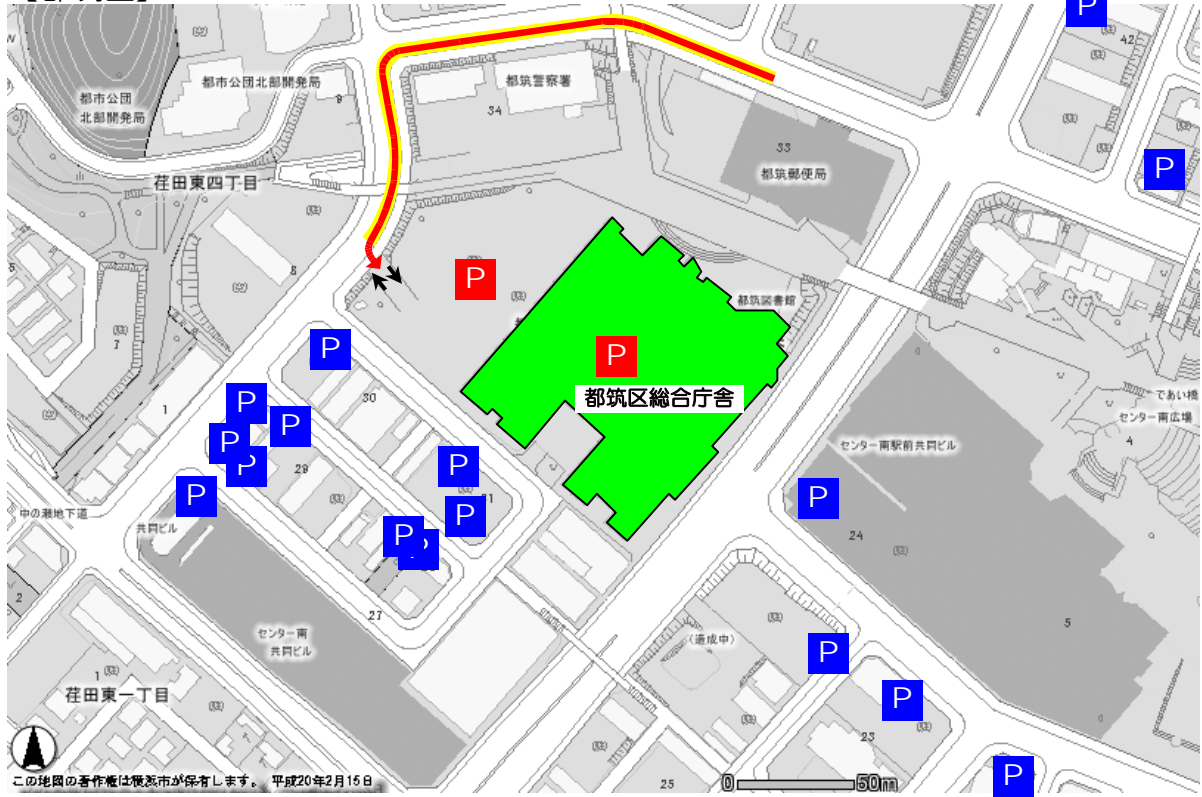 P
42
都市公団北部開発局
都筑警察署
都市公団
北部開発局
9
34
33
都筑郵便局
P
荏田東四丁目
8
P
都筑図書館
7
P
P
都筑区総合庁舎
であい橋
センター南広場
4
1
30
P
P
P
P
センター南駅前共同ビル
29
P
P
P
P
中の瀬地下道
共同ビル
P
24
P
P
2
27
5
センター南
共同ビル
(造成中)
P
1
荏田東一丁目
P
23
25
P
この地図の著作権は横浜市が保有します。 平成20年2月15日
0 50m